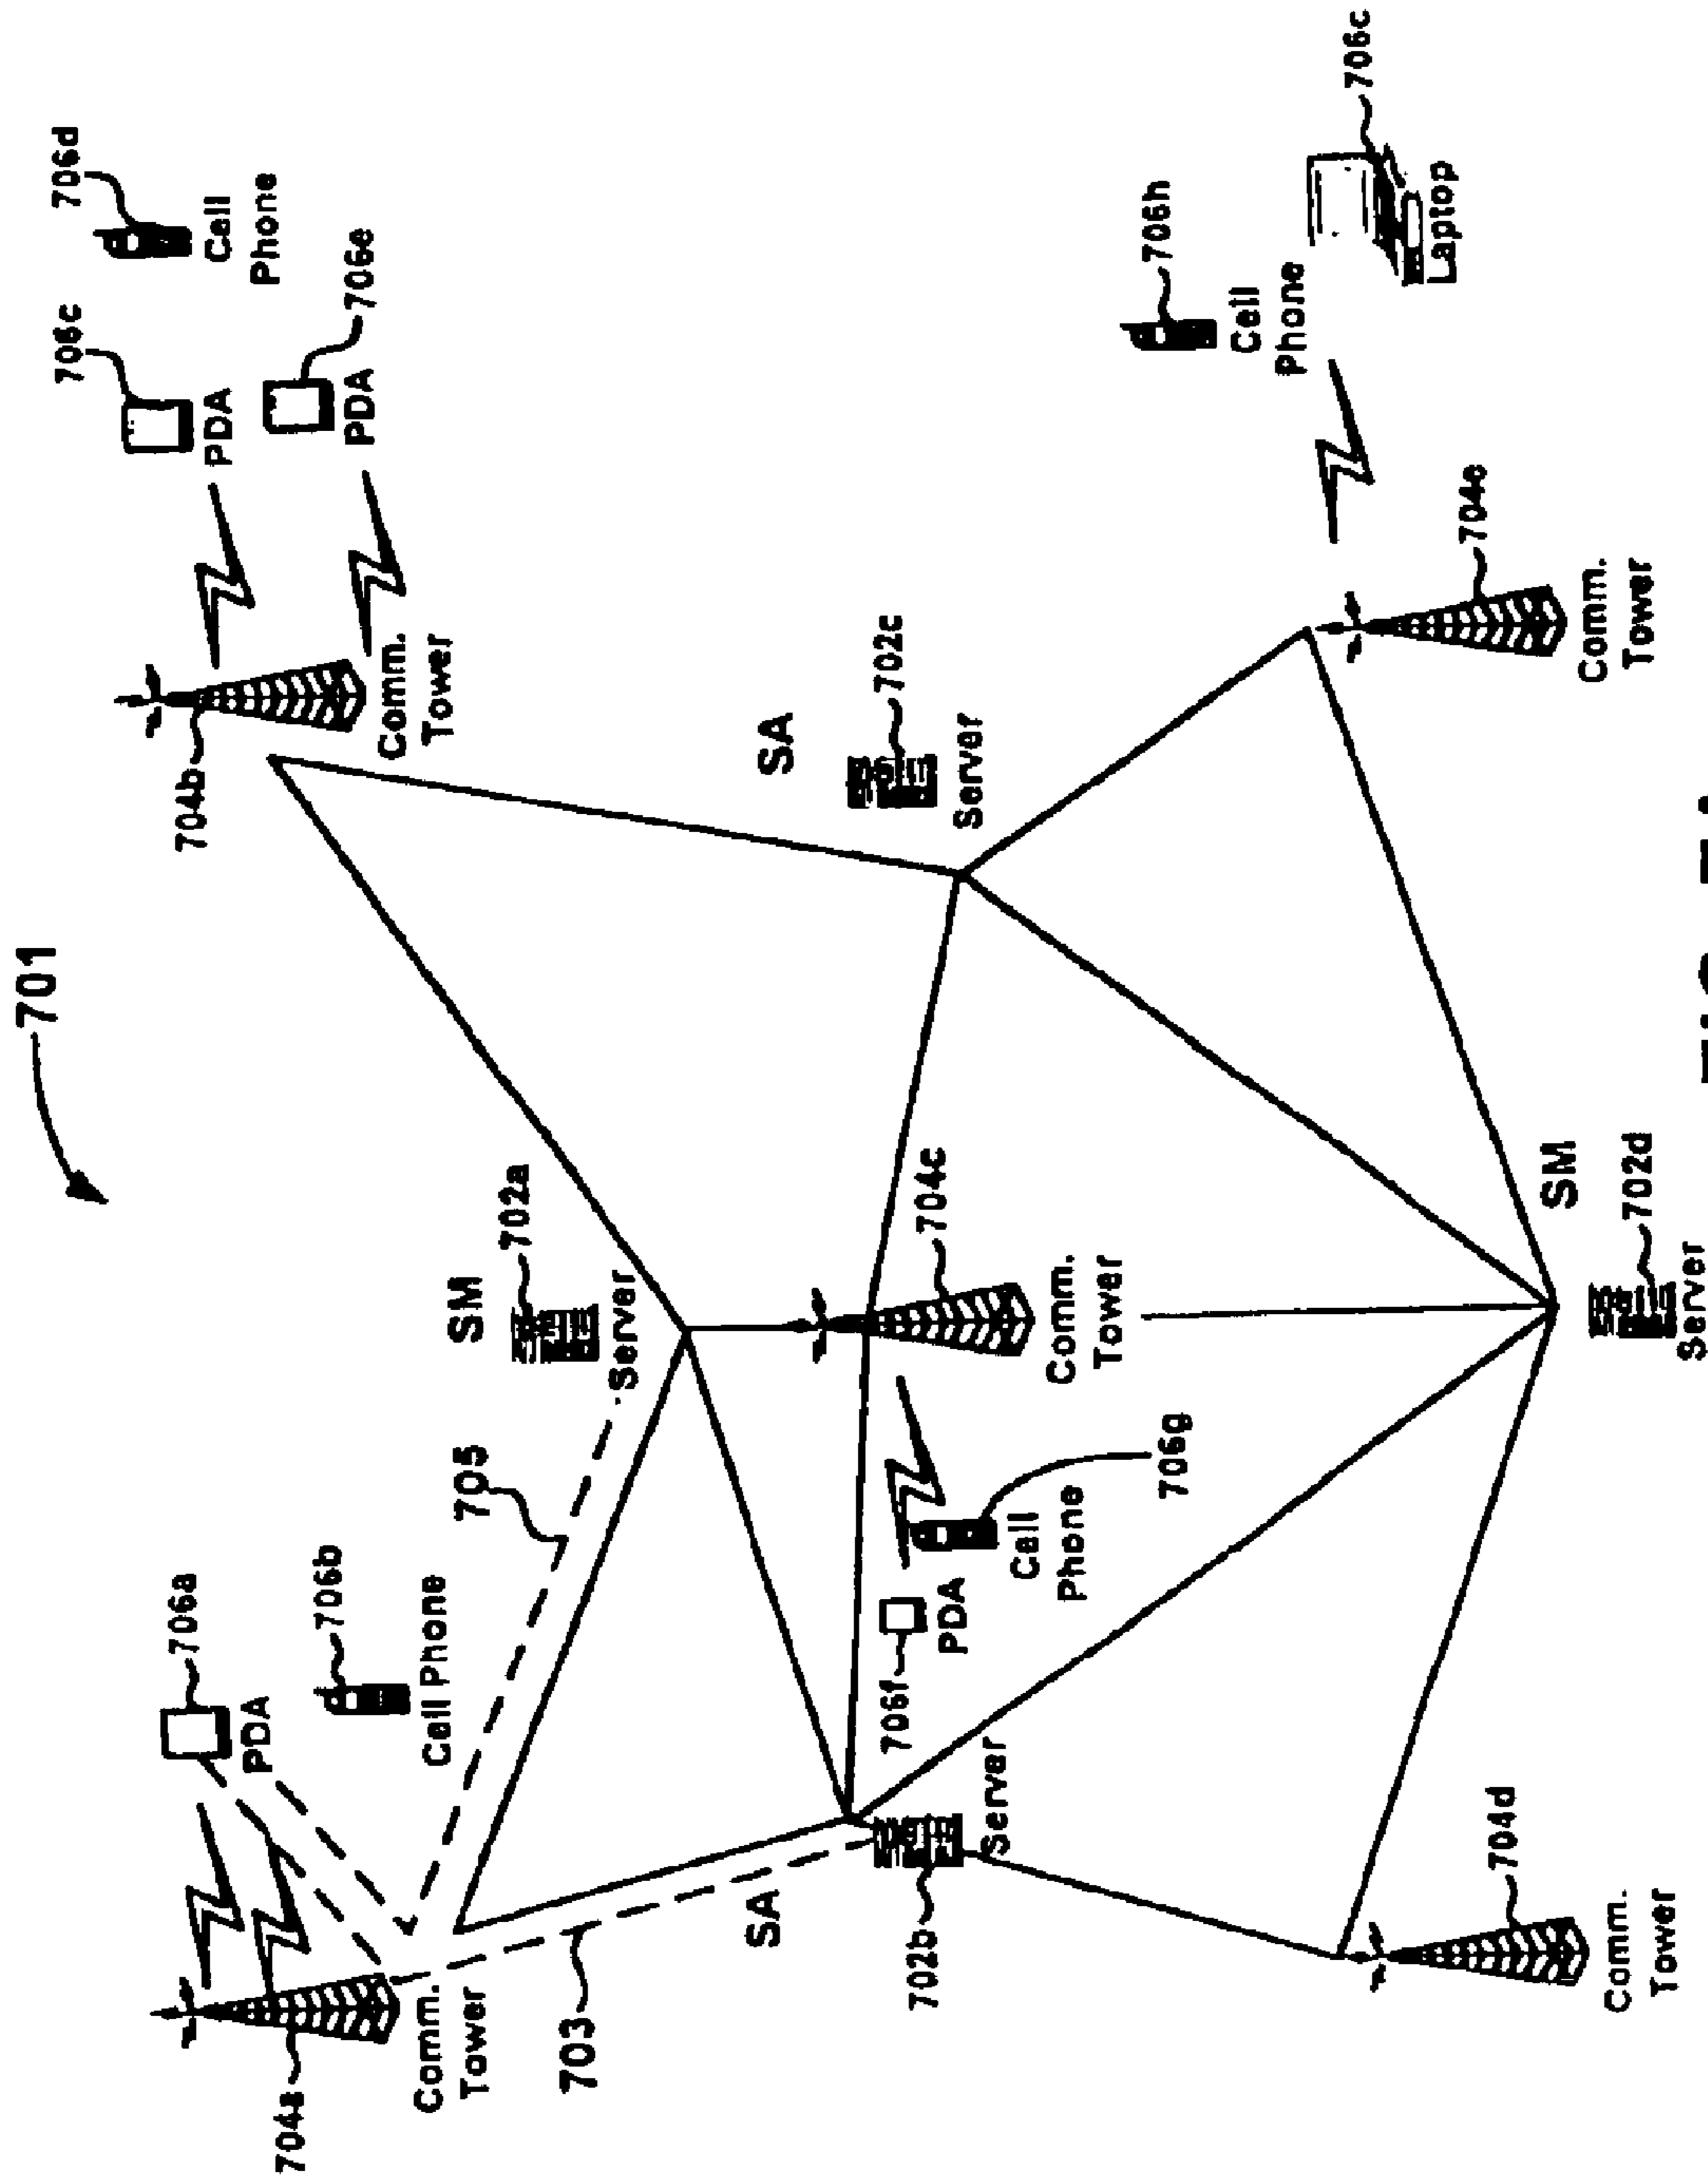 701
706a
PDA
706b
Cell Phone
704a
Comm.
Tower
703
705
SM
702a
Server
704b
Comm.
Tower
706c
PDA
706d
Cell
Phone
706e
PDA
SA
702b
Server
706f
PDA
Cell
Phone
706g
704c
Comm.
Tower
SA
702c
Server
706h
Cell
Phone
706c
Laptop
704d
Comm.
Tower
SM
702d
Server
704e
Comm.
Tower